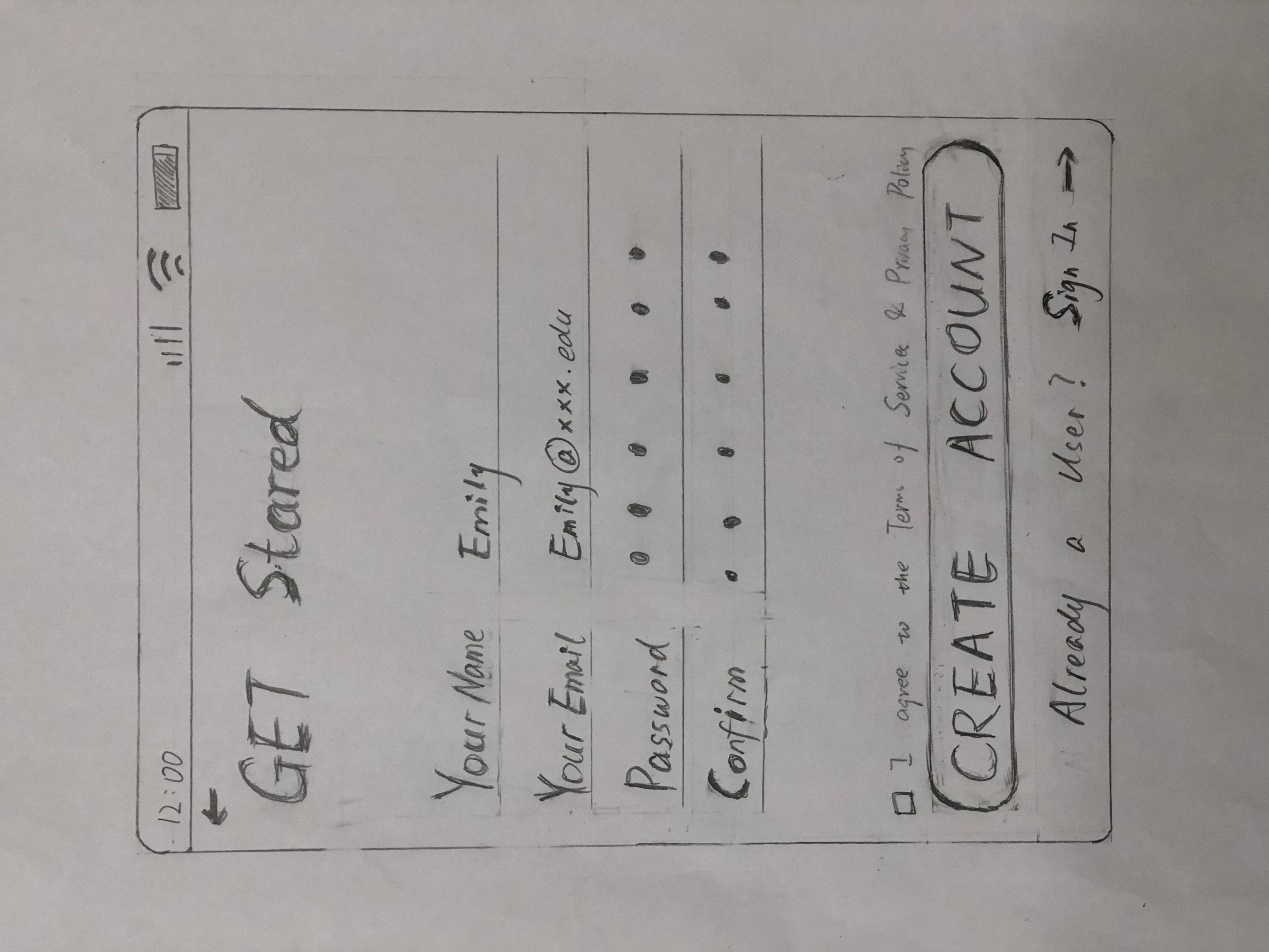 12:00
GET Stared
Your Name Emily
Your Email Emily@xxx.edu
Password
Confirm
I agree to the Terms of Services & Privacy Policy
CREATE ACCOUNT
Already a User? Sign In →